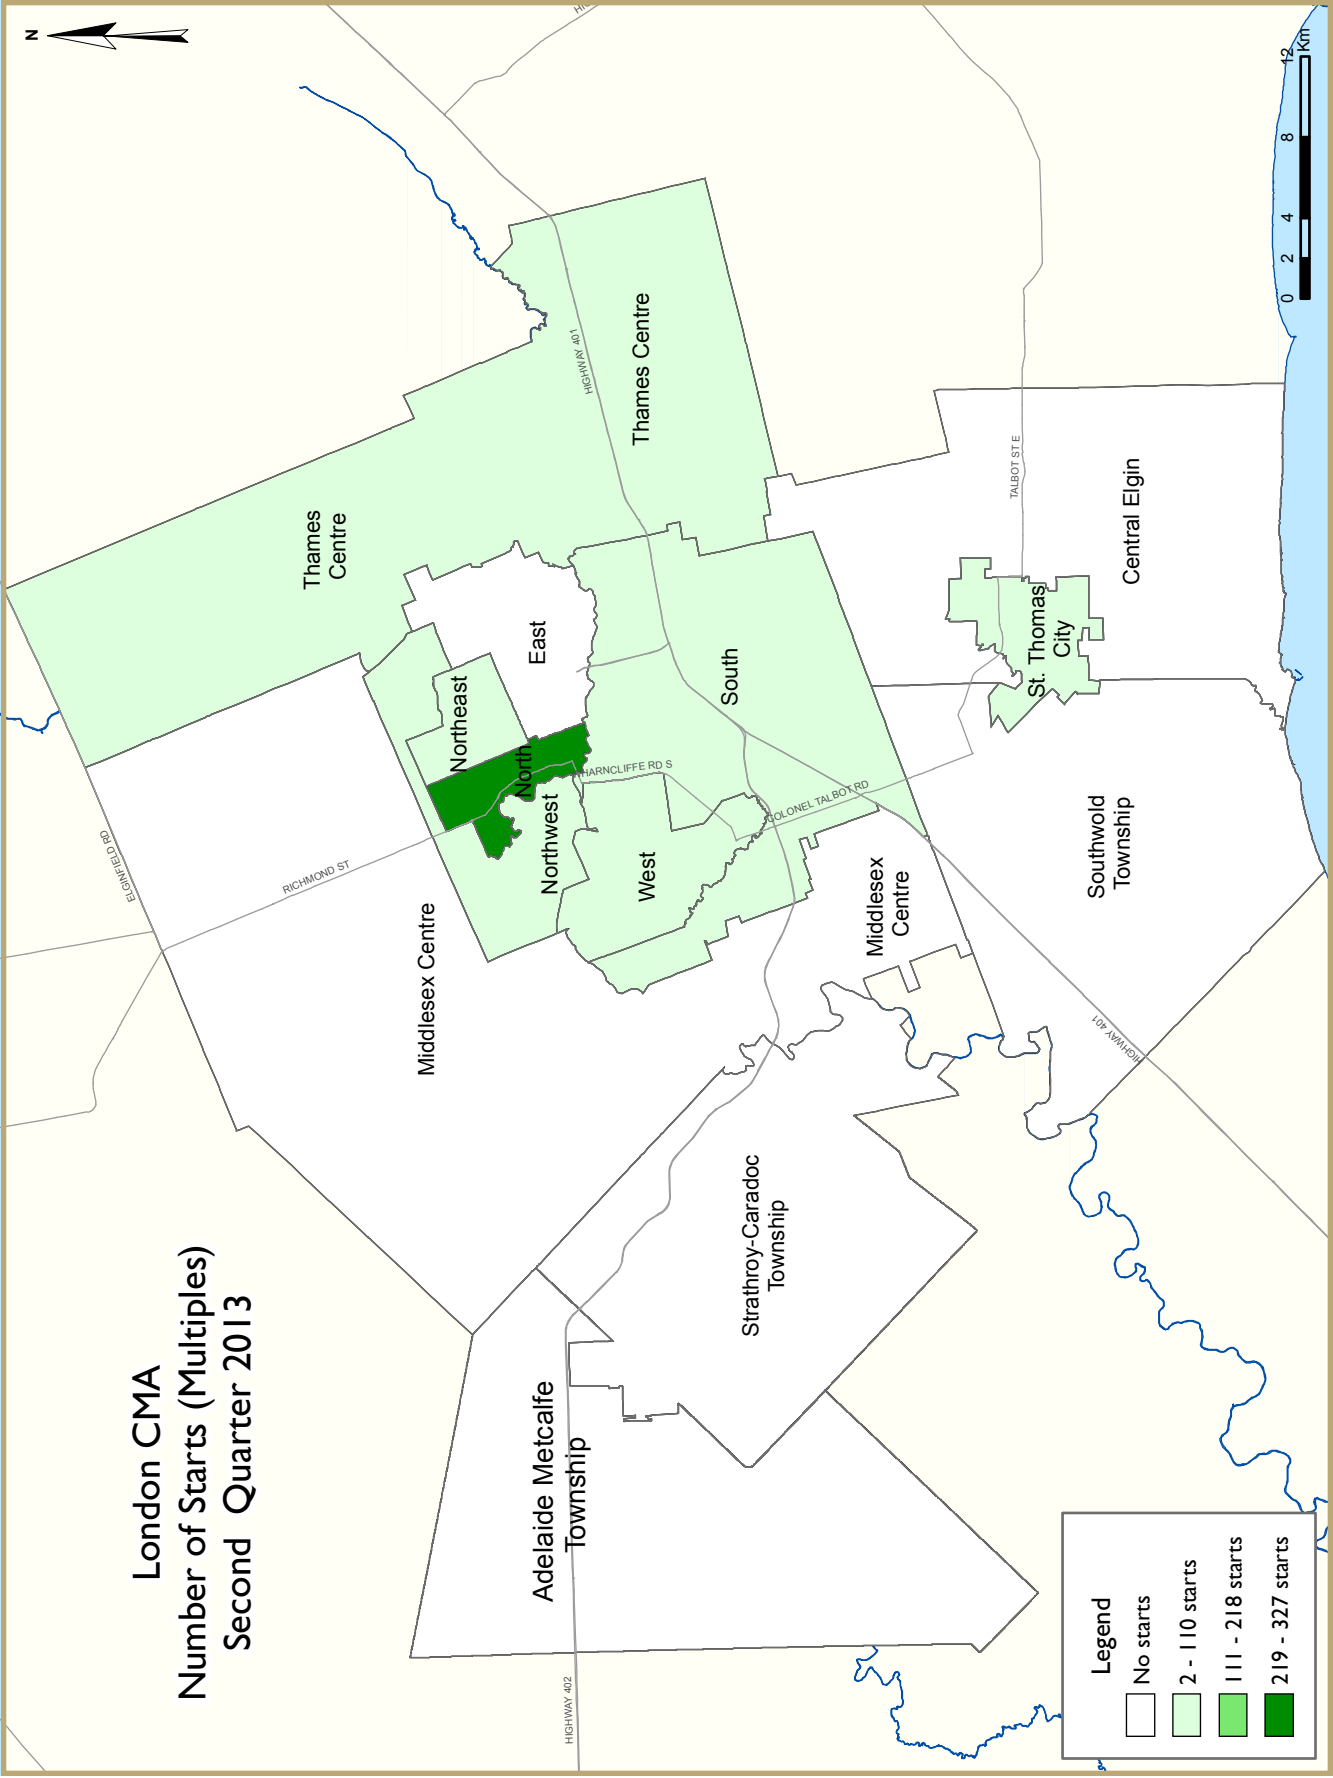 London CMA
Number of Starts (Multiples)
Second Quarter 2013
N
ELGINFIELD RD
RICHMOND ST
Thames
Centre
Middlesex Centre
Northeast
North
East
Northwest
HIGHWAY 401
Thames Centre
WHARNCLIFFE RD S
West
South
Adelaide Metcalfe
Township
HIGHWAY 402
Strathroy-Caradoc
Township
COLONEL TALBOT RD
Middlesex
Centre
TALBOT ST E
St. Thomas
City
Central Elgin
Southwold
Township
HIGHWAY 401
Legend
No starts
2 - 110 starts
111 - 218 starts
219 - 327 starts
0 2 4 8 12
Km